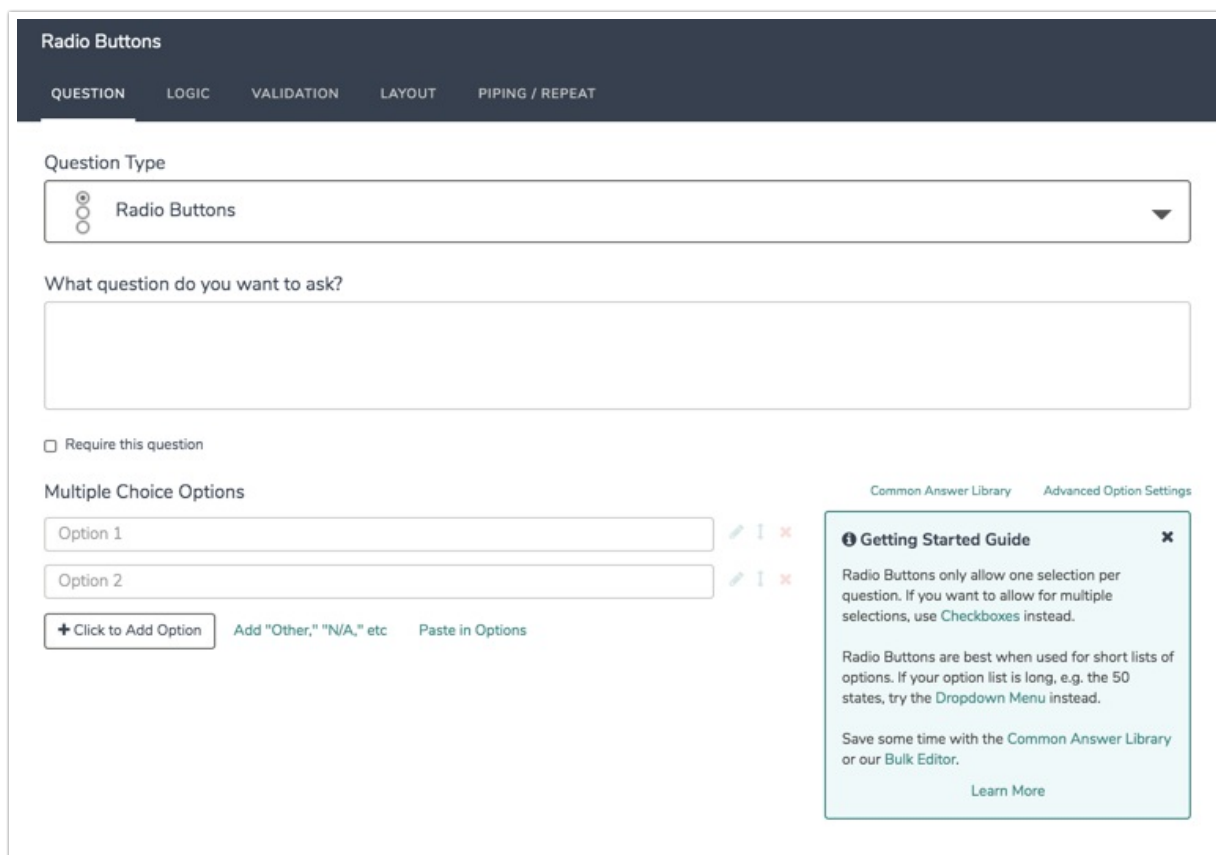 Radio Buttons
QUESTION LOGIC VALIDATION LAYOUT PIPING / REPEAT
Question Type
Radio Buttons
What question do you want to ask?
Require this question
Multiple Choice Options
Common Answer Library Advanced Option Settings
Option 1
Option 2
+ Click to Add Option Add "Other," "N/A," etc Paste in Options
Getting Started Guide
Radio Buttons only allow one selection per
question. If you want to allow for multiple
selections, use Checkboxes instead.
Radio Buttons are best when used for short lists of
options. If your option list is long, e.g. the 50
states, try the Dropdown Menu instead.
Save some time with the Common Answer Library
or our Bulk Editor.
Learn More